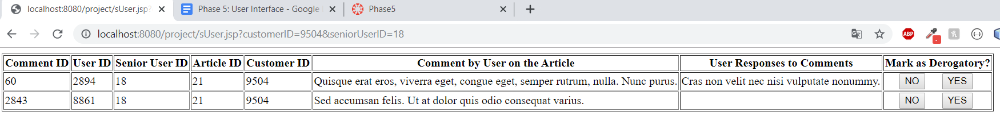 localhost:8080/project/sUser.jsp? Phase 5: User Interface - Google Phase5
localhost:8080/project/sUser.jsp?customerID=9504&seniorUserID=18 ABP
Comment ID User ID Senior User ID Article ID Customer ID Comment by User on the Article User Responses to Comments Mark as Derogatory?
60 2894 18 21 9504 Quisque erat eros, viverra eget, congue eget, semper rutrum, nulla. Nunc purus. Cras non velit nec nisi vulputate nonummy. NO YES
2843 8861 18 21 9504 Sed accumsan felis. Ut at dolor quis odio consequat varius. NO YES